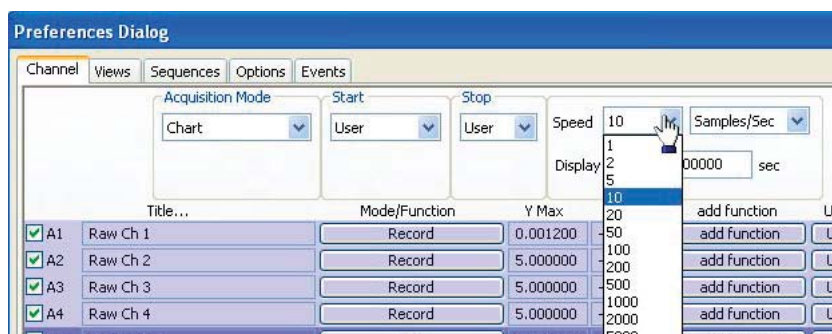 Preferences Dialog
Channel Views Sequences Options Events
Acquisition Mode Start Stop
Chart User User Speed 10 Samples/Sec
1
Display 2 00000 sec
5
10
Title... Mode/Function Y Max 20 add function
A1 Raw Ch 1 Record 0.001200 50 add function
100
A2 Raw Ch 2 Record 5.000000 200 add function
A3 Raw Ch 3 Record 5.000000 500 add function
1000
A4 Raw Ch 4 Record 5.000000 2000 add function